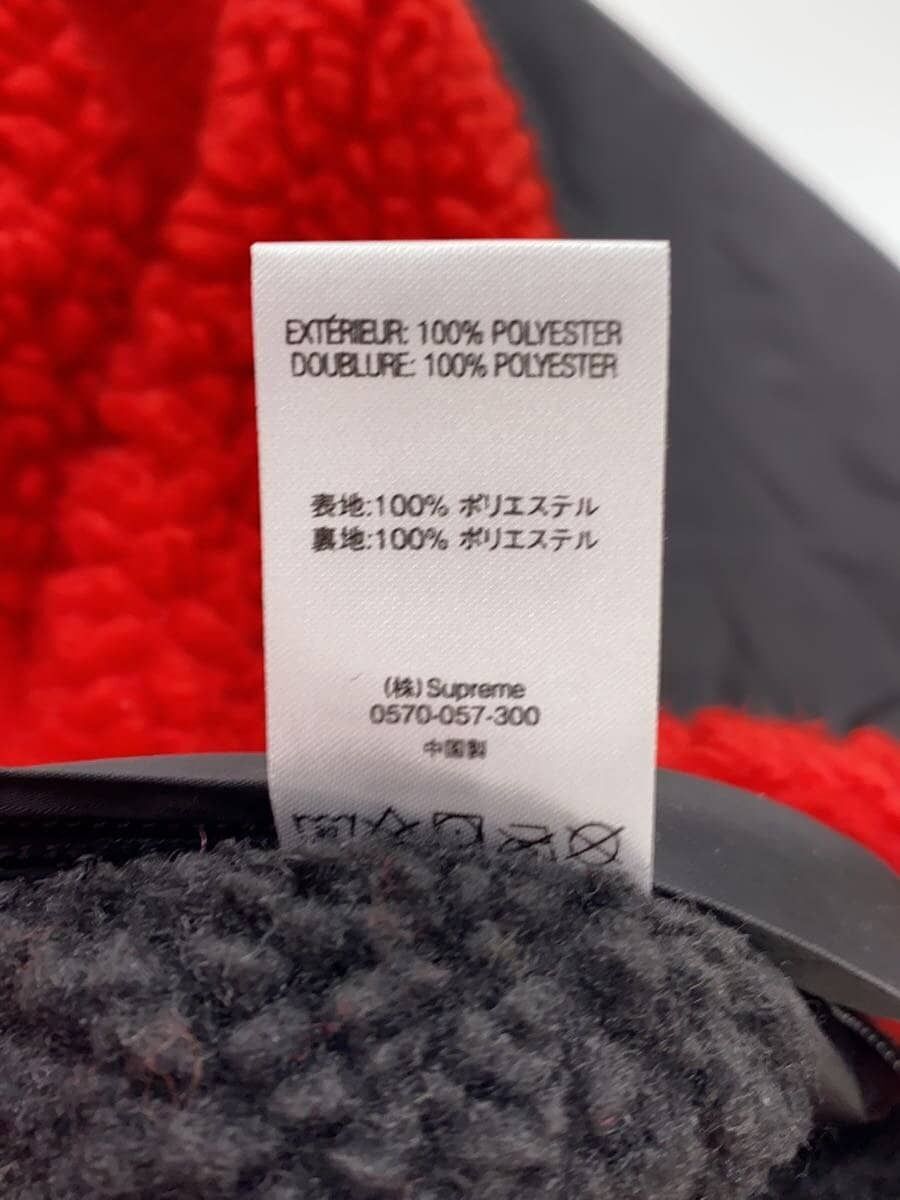 EXTÉRIEUR: 100% POLYESTER
DOUBLURE: 100% POLYESTER
表地:100% ポリエステル
裏地:100% ポリエステル
(株)Supreme
0570-057-300
中国製